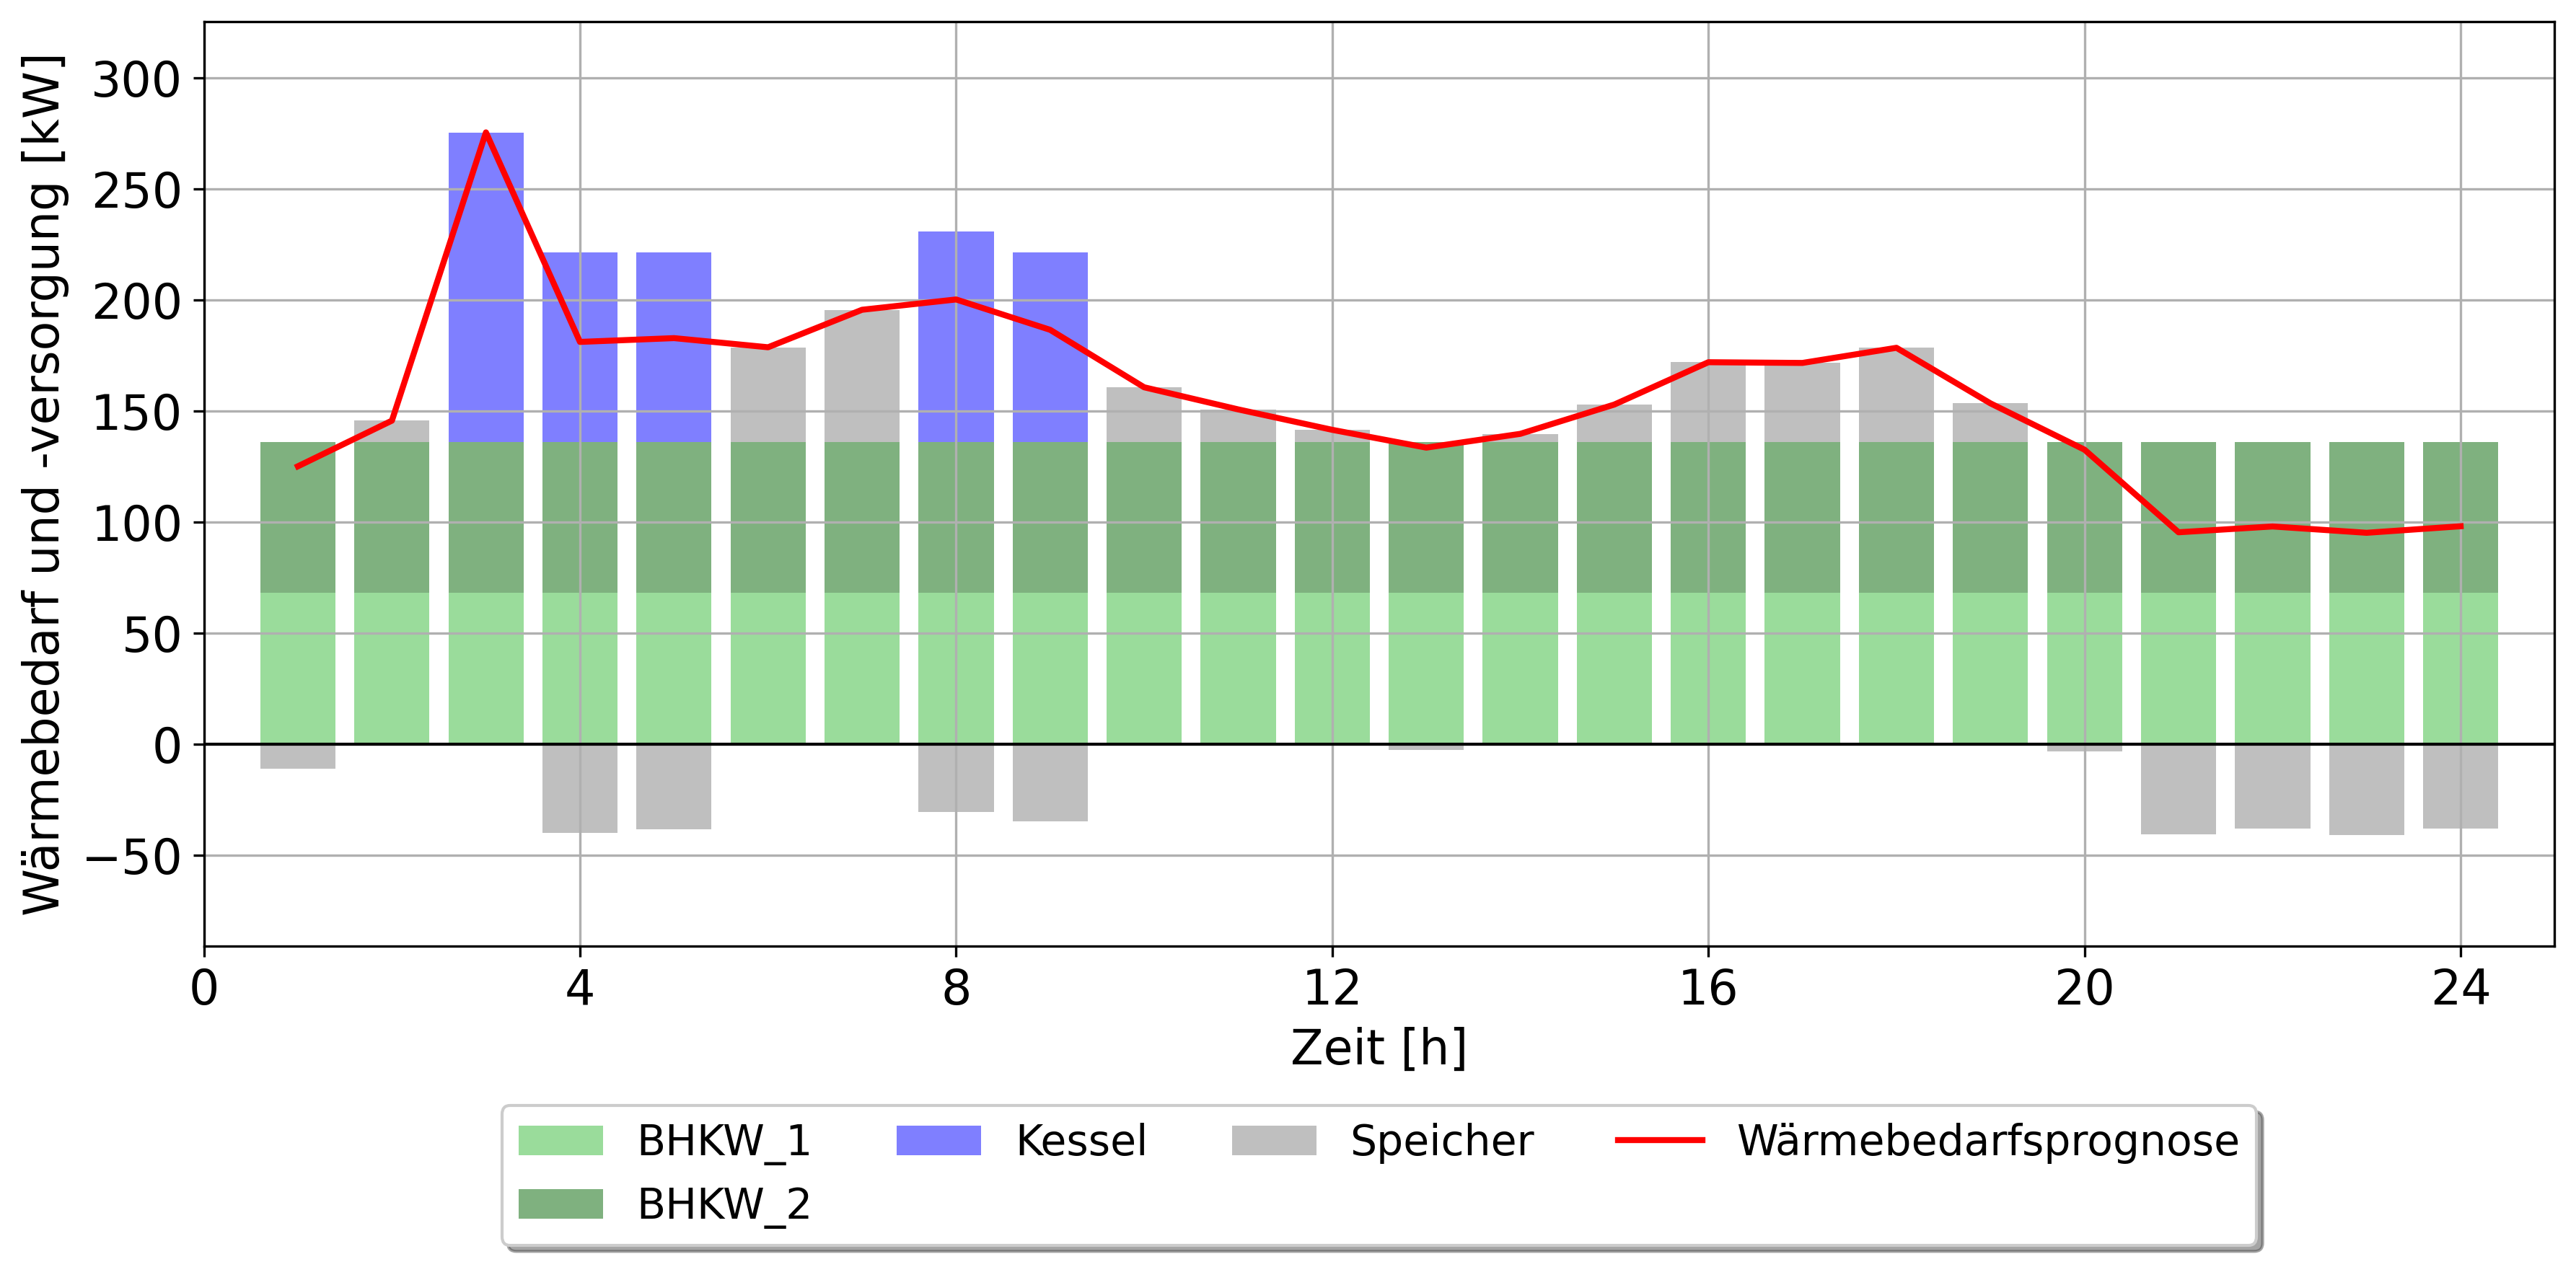 Wärmebedarf und -versorgung [kW]
300
250
200
150
100
50
0
−50
0 4 8 12 16 20 24
Zeit [h]
BHKW_1 Kessel Speicher Wärmebedarfsprognose
BHKW_2